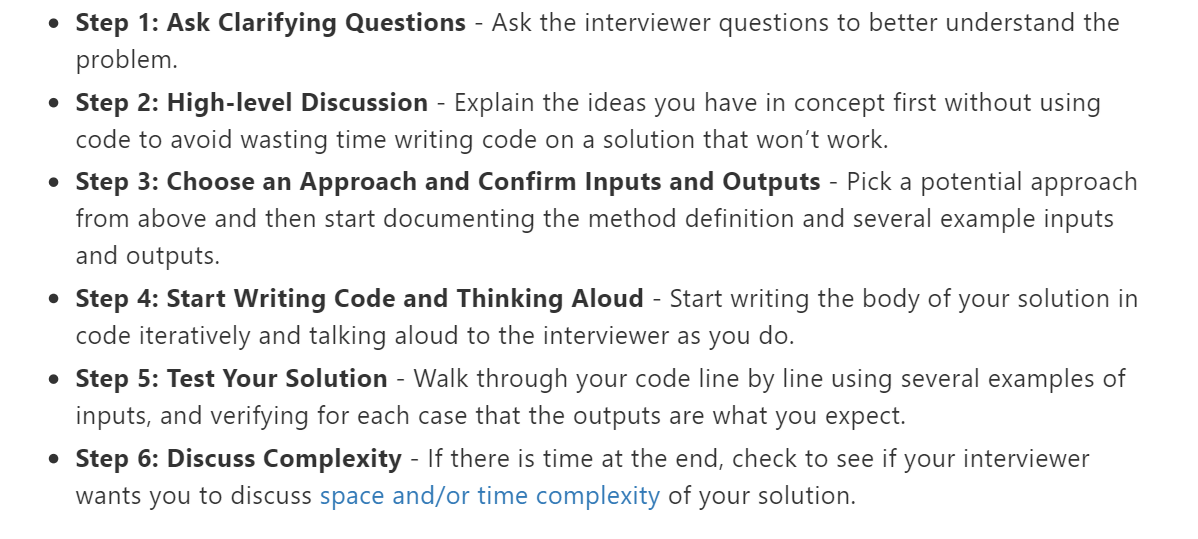 • Step 1: Ask Clarifying Questions - Ask the interviewer questions to better understand the
problem.
• Step 2: High-level Discussion - Explain the ideas you have in concept first without using
code to avoid wasting time writing code on a solution that won’t work.
• Step 3: Choose an Approach and Confirm Inputs and Outputs - Pick a potential approach
from above and then start documenting the method definition and several example inputs
and outputs.
• Step 4: Start Writing Code and Thinking Aloud - Start writing the body of your solution in
code iteratively and talking aloud to the interviewer as you do.
• Step 5: Test Your Solution - Walk through your code line by line using several examples of
inputs, and verifying for each case that the outputs are what you expect.
• Step 6: Discuss Complexity - If there is time at the end, check to see if your interviewer
wants you to discuss space and/or time complexity of your solution.